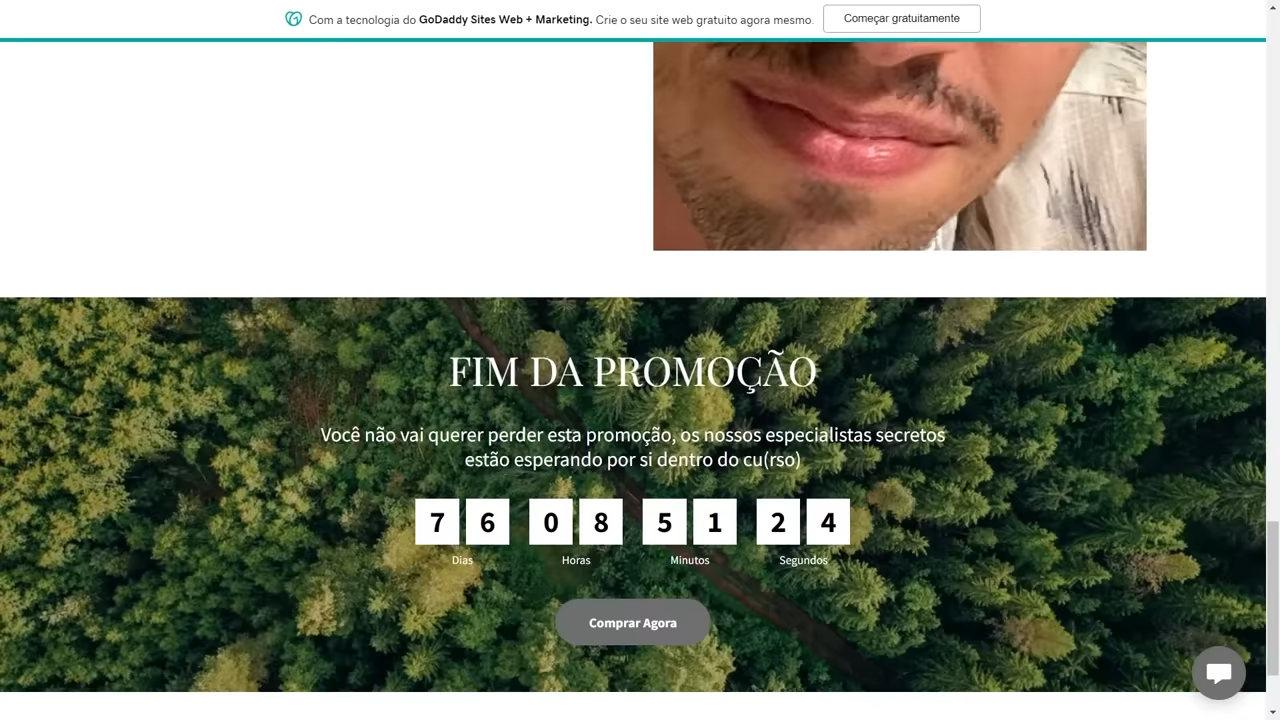 Com a tecnologia do GoDaddy Sites Web + Marketing. Crie o seu site web gratuito agora mesmo. Começar gratuitamente
FIM DA PROMOÇÃO
Você não vai querer perder esta promoção, os nossos especialistas secretos
estão esperando por si dentro do cu(rso)
7 6 0 8 5 1 2 4
Dias Horas Minutos Segundos
Comprar Agora